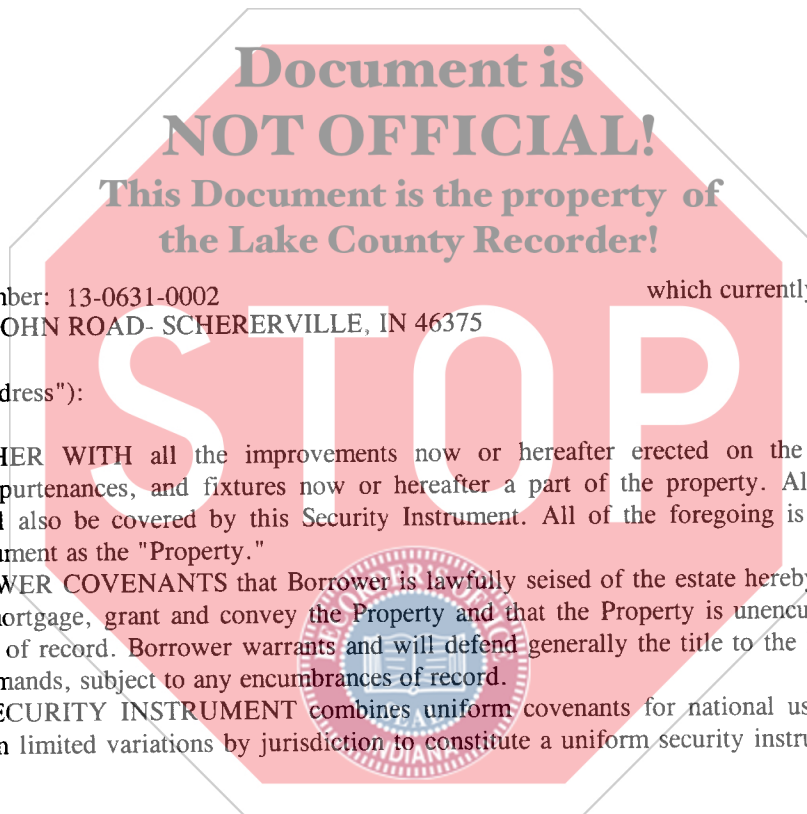 Document is
NOT OFFICIAL!
This Document is the property of
the Lake County Recorder!
nber: 13-0631-0002 which currently
OHN ROAD- SCHERERVILLE, IN 46375
STOP
dress"):
HER WITH all the improvements now or hereafter erected on the
purtenances, and fixtures now or hereafter a part of the property. Al
l also be covered by this Security Instrument. All of the foregoing is
ument as the "Property."
WER COVENANTS that Borrower is lawfully seised of the estate hereby
ortgage, grant and convey the Property and that the Property is unencu
of record. Borrower warrants and will defend generally the title to the
mands, subject to any encumbrances of record.
ECURITY INSTRUMENT combines uniform covenants for national us
n limited variations by jurisdiction to constitute a uniform security instru
RECORDER'S OFFICE
SEAL
INDIANA